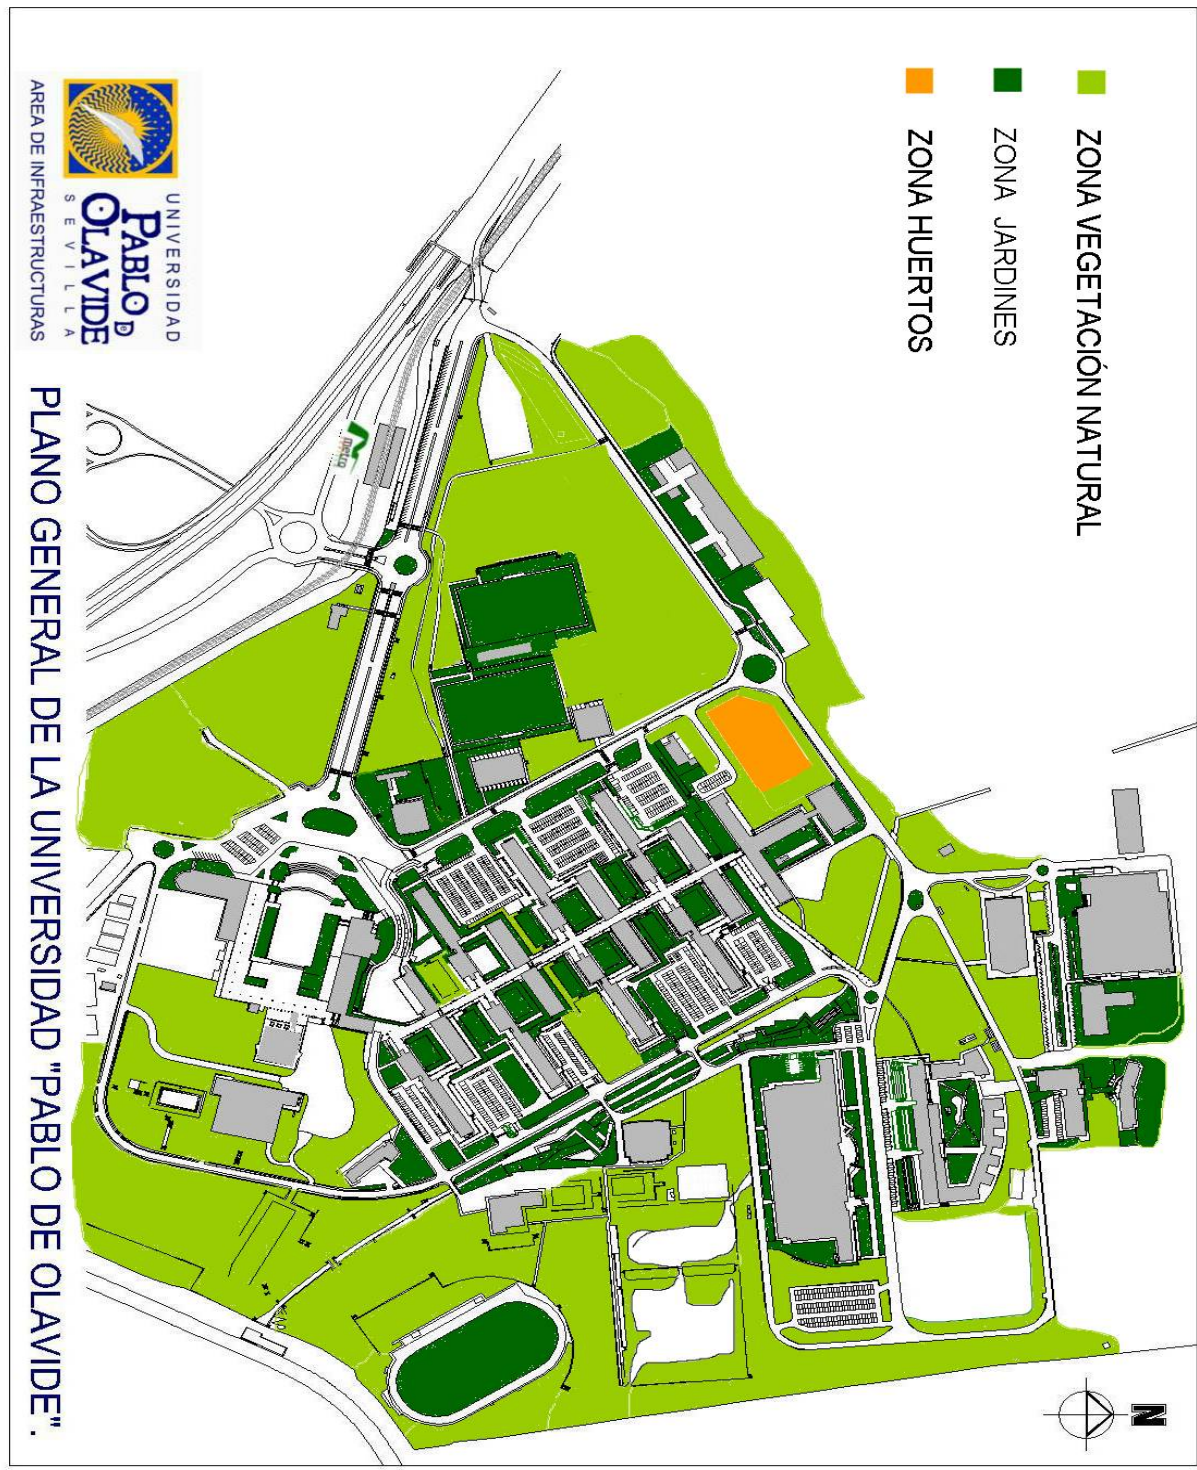 ZONA VEGETACIÓN NATURAL
ZONA JARDINES
ZONA HUERTOS
N
metro
UNIVERSIDAD
PABLO D
OLAVIDE
SEVILLA
AREA DE INFRAESTRUCTURAS
PLANO GENERAL DE LA UNIVERSIDAD "PABLO DE OLAVIDE".